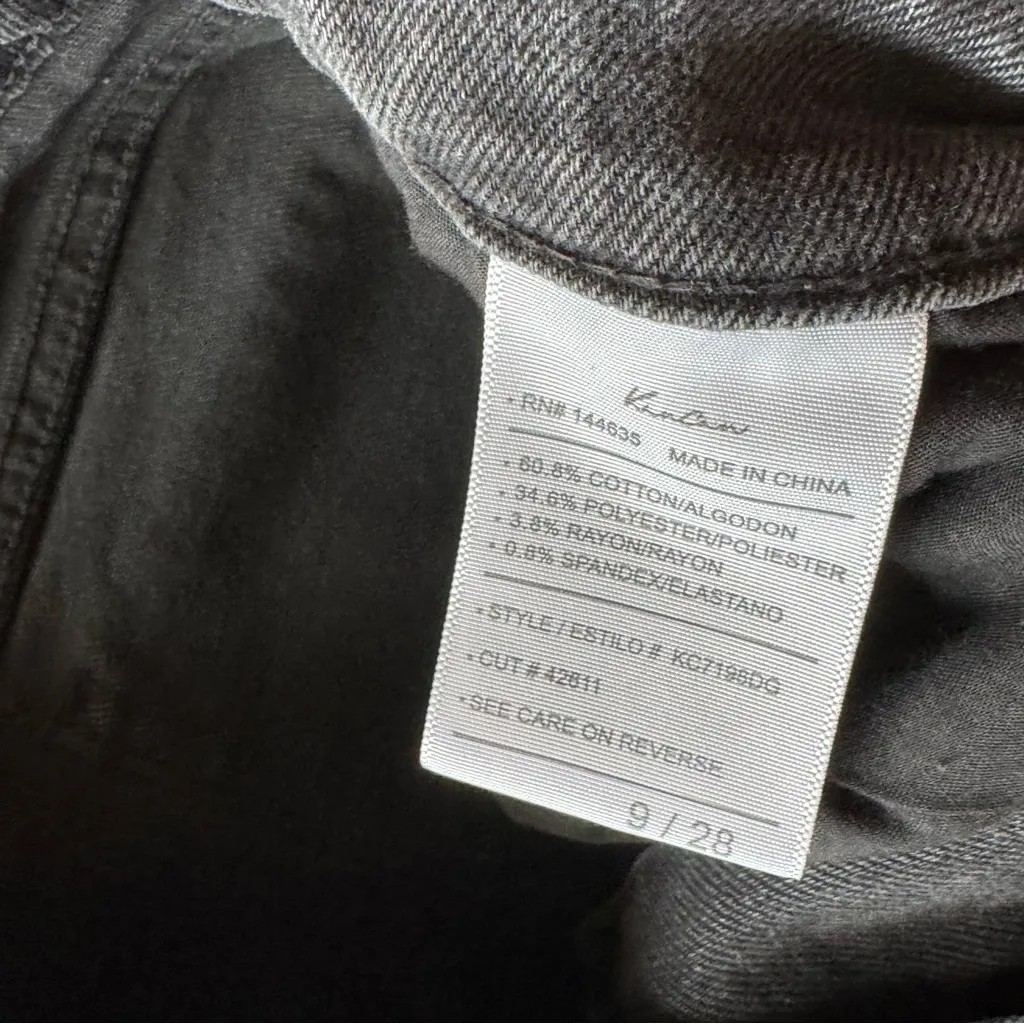 KanCan
• RN# 144635 MADE IN CHINA
• 60.8% COTTON/ALGODON
• 34.6% POLYESTER/POLIESTER
• 3.8% RAYON/RAYON
• 0.8% SPANDEX/ELASTANO
• STYLE / ESTILO # KC7198DG
• CUT # 42611
• SEE CARE ON REVERSE
9 / 28